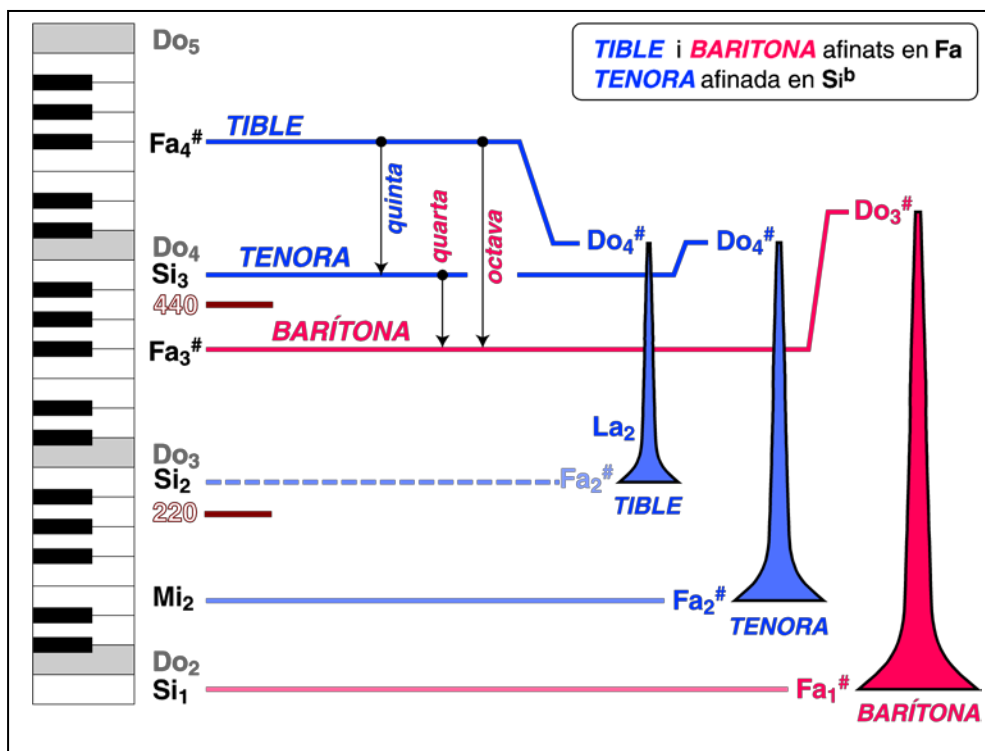 Do5
TIBLE i BARITONA afinats en Fa
TENORA afinada en Sib
Fa4# TIBLE
quinta
quarta
octava
Do3#
Do4
Do4#
Do4#
Si3 TENORA
440
Fa3# BARÍTONA
La2
Do3
Si2
Fa2#
TIBLE
220
Mi2
Fa2#
TENORA
Do2
Si1
Fa1#
BARÍTONA